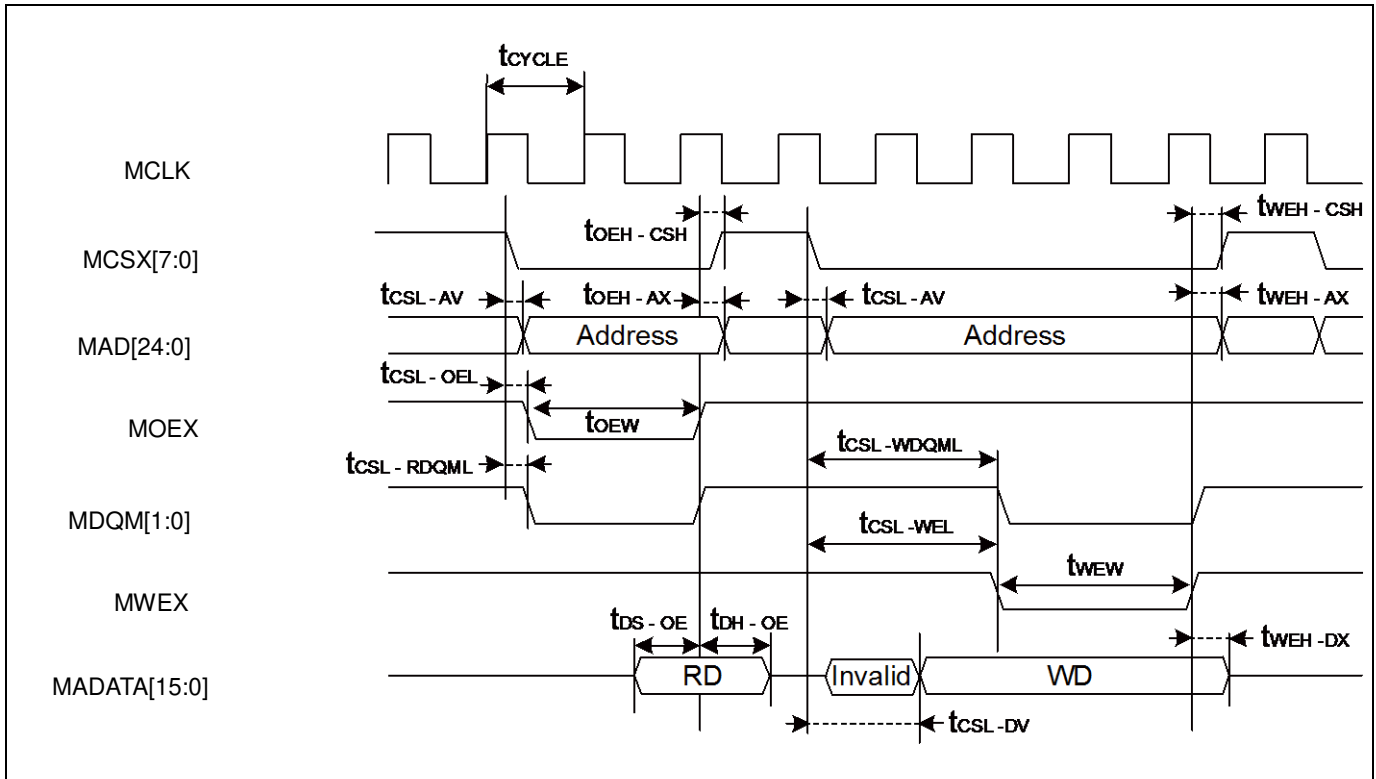 tCYCLE
MCLK
tOEH - CSH
tWEH - CSH
MCSX[7:0]
tCSL - AV
tOEH - AX
tCSL - AV
tWEH - AX
MAD[24:0]
Address
Address
tCSL - OEL
MOEX
tOEW
tCSL -WDQML
tCSL - RDQML
MDQM[1:0]
tCSL -WEL
tWEW
MWEX
tDS - OE
tDH - OE
tWEH -DX
MADATA[15:0]
RD
Invalid
WD
tCSL -DV